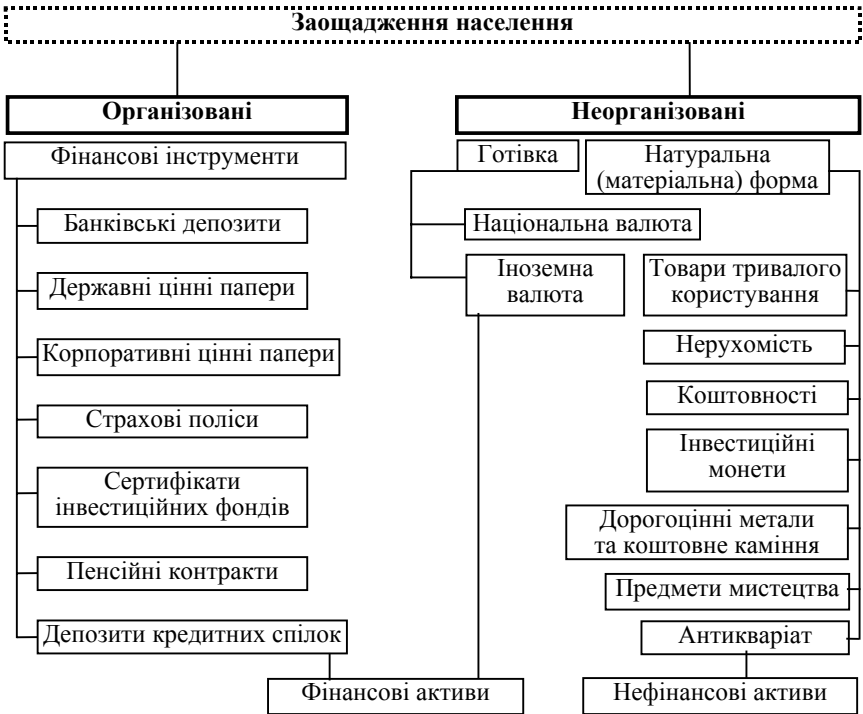 Заощадження населення
Організовані
Неорганізовані
Фінансові інструменти
Готівка
Натуральна
(матеріальна) форма
Банківські депозити
Національна валюта
Державні цінні папери
Іноземна
валюта
Товари тривалого
користування
Корпоративні цінні папери
Нерухомість
Страхові поліси
Коштовності
Сертифікати
інвестиційних фондів
Інвестиційні
монети
Дорогоцінні метали
та коштовне каміння
Пенсійні контракти
Предмети мистецтва
Депозити кредитних спілок
Антикваріат
Фінансові активи
Нефінансові активи